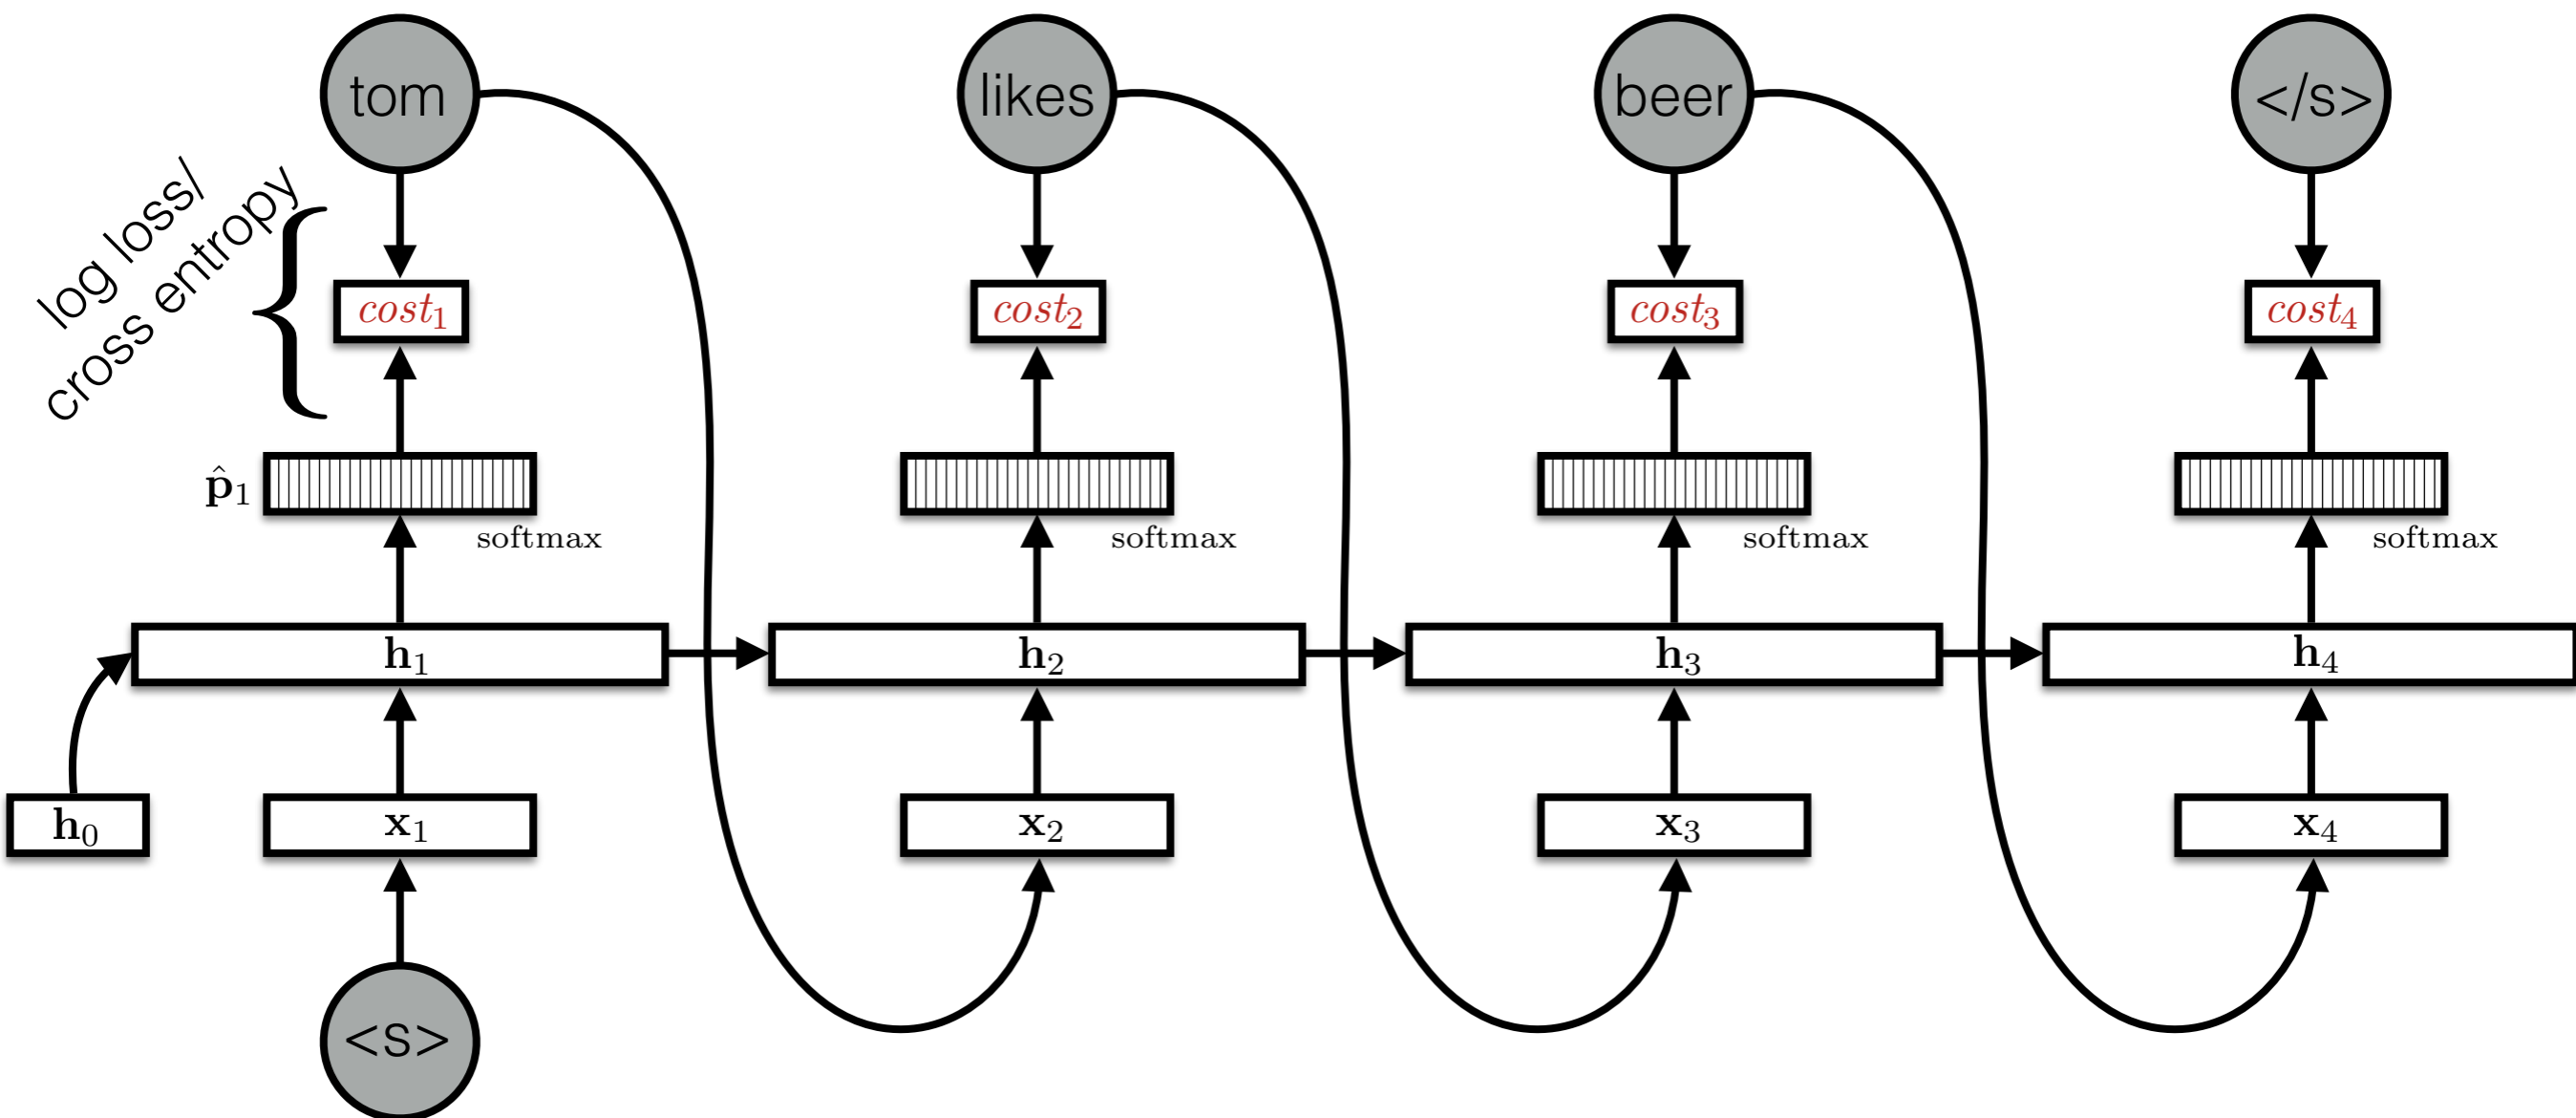 tom likes beer </s>
log loss/
cross entropy
cost₁ cost₂ cost₃ cost₄
p̂₁
softmax softmax softmax softmax
h₁ h₂ h₃ h₄
h₀ x₁ x₂ x₃ x₄
<s>